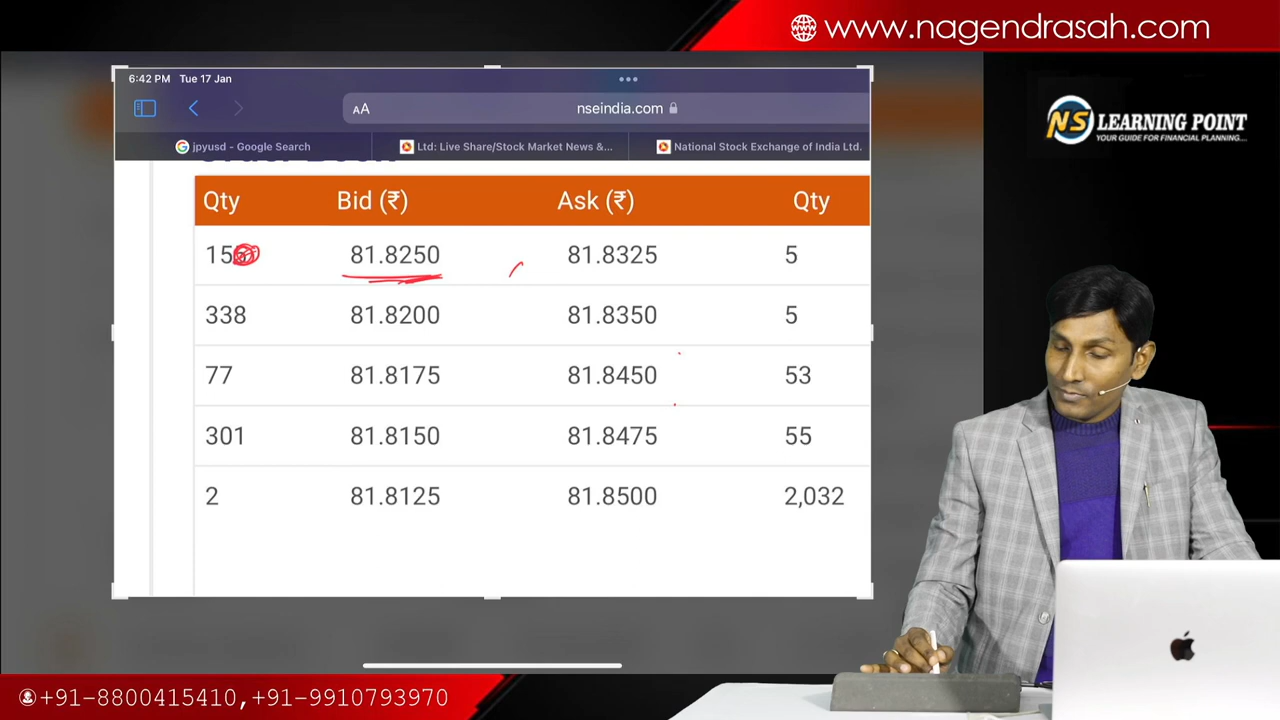 www.nagendrasah.com
6:42 PM Tue 17 Jan
AA nseindia.com
jpyusd - Google Search Ltd: Live Share/Stock Market News &... National Stock Exchange of India Ltd.
NS LEARNING POINT
YOUR GUIDE FOR FINANCIAL PLANNING....
Qty Bid (₹) Ask (₹) Qty
81.8250 81.8325 5
338 81.8200 81.8350 5
77 81.8175 81.8450 53
301 81.8150 81.8475 55
2 81.8125 81.8500 2,032
+91-8800415410,+91-9910793970